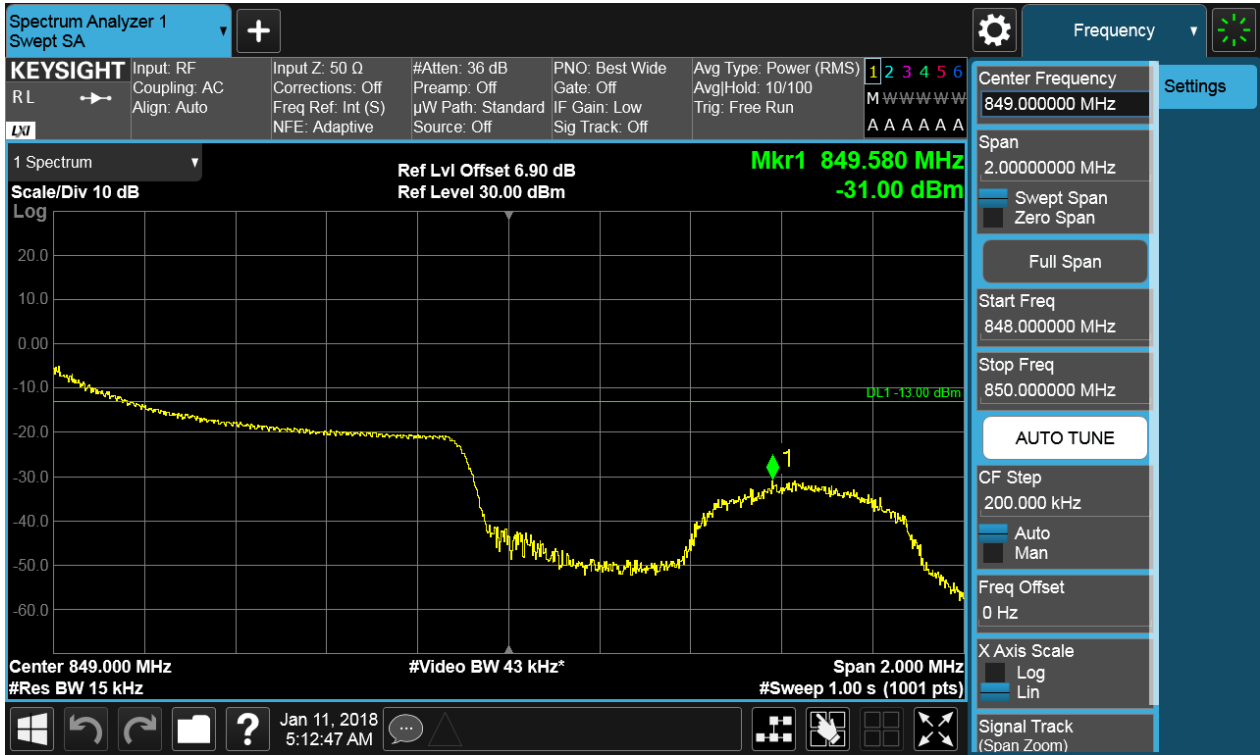 Spectrum Analyzer 1
Swept SA
+
Frequency
KEYSIGHT
RL
LXI
Input: RF
Coupling: AC
Align: Auto
Input Z: 50 Ω
Corrections: Off
Freq Ref: Int (S)
NFE: Adaptive
#Atten: 36 dB
Preamp: Off
µW Path: Standard
Source: Off
PNO: Best Wide
Gate: Off
IF Gain: Low
Sig Track: Off
Avg Type: Power (RMS)
Avg|Hold: 10/100
Trig: Free Run
1 2 3 4 5 6
M W W W W W
A A A A A A
1 Spectrum
Scale/Div 10 dB
Log
Ref Lvl Offset 6.90 dB
Ref Level 30.00 dBm
Mkr1 849.580 MHz
-31.00 dBm
20.0
10.0
0.00
-10.0
-20.0
-30.0
-40.0
-50.0
-60.0
DL1 -13.00 dBm
1
Center 849.000 MHz
#Res BW 15 kHz
#Video BW 43 kHz*
Span 2.000 MHz
#Sweep 1.00 s (1001 pts)
Center Frequency
849.000000 MHz
Span
2.00000000 MHz
Swept Span
Zero Span
Full Span
Start Freq
848.000000 MHz
Stop Freq
850.000000 MHz
AUTO TUNE
CF Step
200.000 kHz
Auto
Man
Freq Offset
0 Hz
X Axis Scale
Log
Lin
Signal Track
(Span Zoom)
Settings
?
Jan 11, 2018
5:12:47 AM